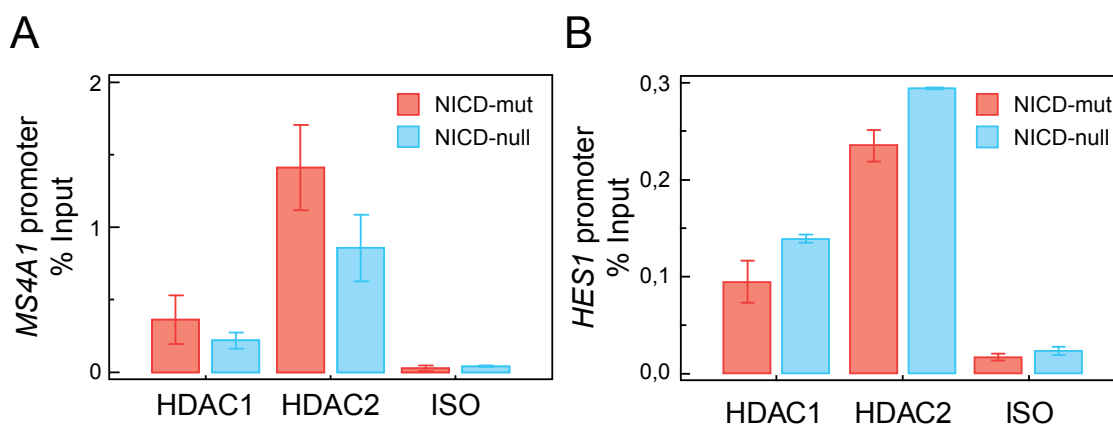 A
MS4A1 promoter
% Input
2
1
0
NICD-mut
NICD-null
HDAC1 HDAC2 ISO
B
HES1 promoter
% Input
0,3
0,2
0,1
0,0
NICD-mut
NICD-null
HDAC1 HDAC2 ISO